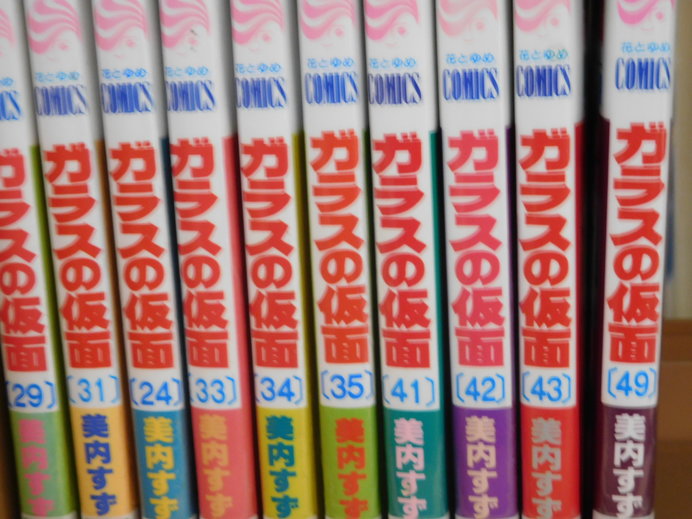 花とゆめ
COMICS
ガラスの仮面
[29]
美内すず
花とゆめ
COMICS
ガラスの仮面
[31]
美内すず
花とゆめ
COMICS
ガラスの仮面
[24]
美内すず
花とゆめ
COMICS
ガラスの仮面
[33]
美内すず
花とゆめ
COMICS
ガラスの仮面
[34]
美内すず
花とゆめ
COMICS
ガラスの仮面
[35]
美内すず
花とゆめ
COMICS
ガラスの仮面
[41]
美内すず
花とゆめ
COMICS
ガラスの仮面
[42]
美内すず
花とゆめ
COMICS
ガラスの仮面
[43]
美内すず
花とゆめ
COMICS
ガラスの仮面
[49]
美内すず